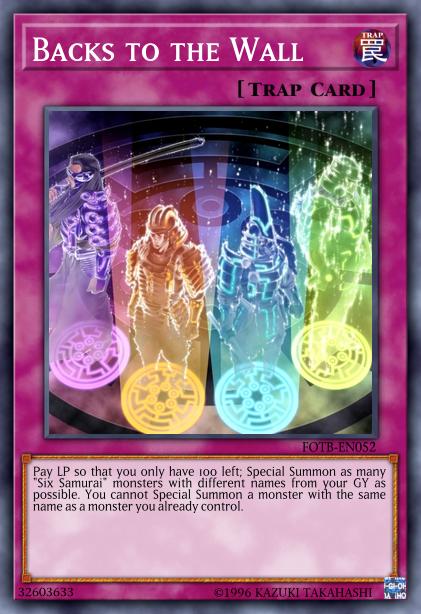 BACKS TO THE WALL
TRAP
罠
[TRAP CARD]
FOTB-EN052
Pay LP so that you only have 100 left; Special Summon as many
"Six Samurai" monsters with different names from your GY as
possible. You cannot Special Summon a monster with the same
name as a monster you already control.
32603633
©1996 KAZUKI TAKAHASHI